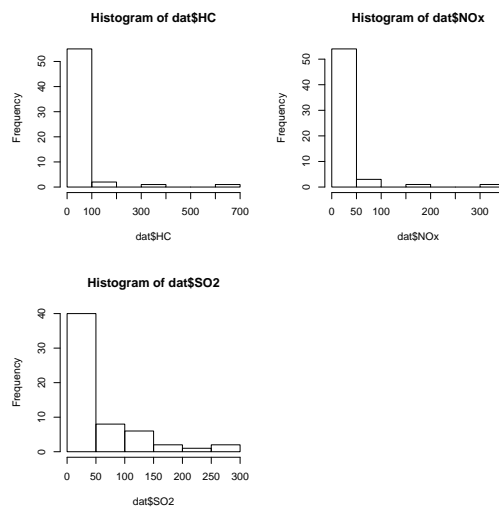 Histogram of dat$HC
Frequency
0 10 20 30 40 50
0 100 300 400 600 700
dat$HC
Histogram of dat$NOx
Frequency
0 10 20 30 40 50
0 50 100 200 300
dat$NOx
Histogram of dat$SO2
Frequency
0 10 20 30 40
0 50 100 150 200 250 300
dat$SO2